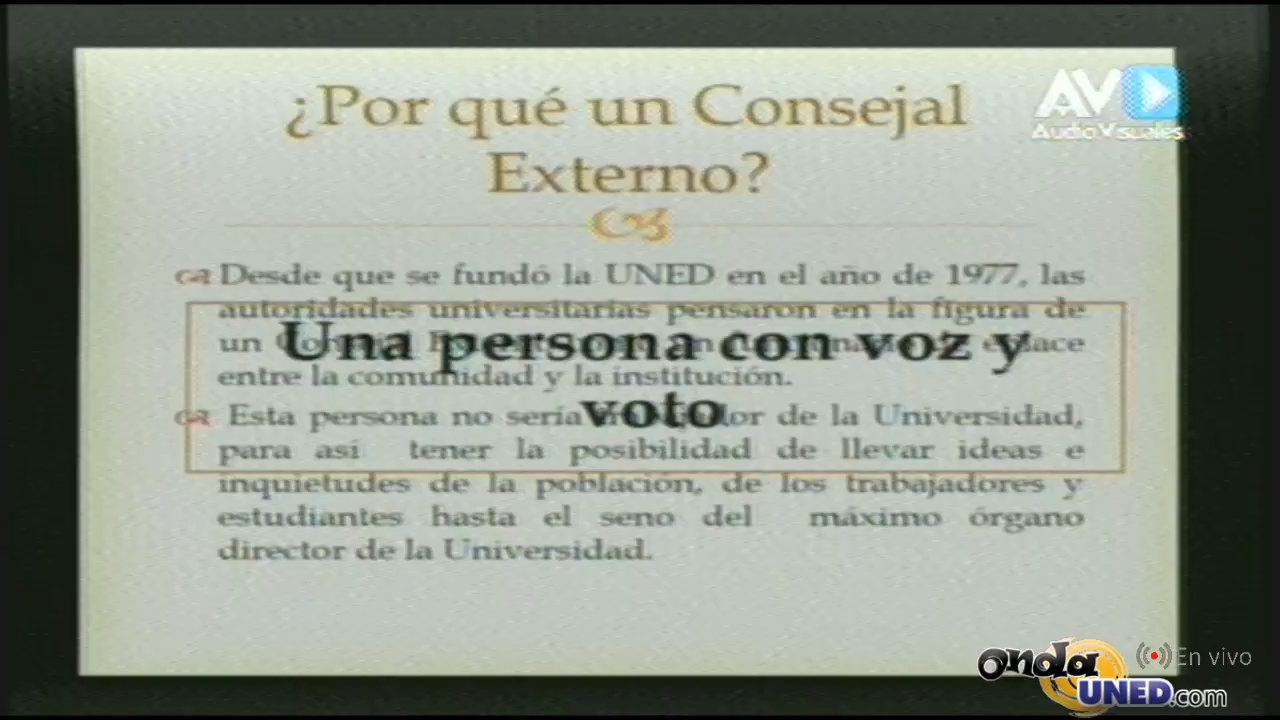 ¿Por qué un Consejal
Externo?
AV
AudioVisuales
Desde que se fundó la UNED en el año de 1977, las
autoridades universitarias pensaron en la figura de
un
entre la comunidad y la institución.
Una persona con voz y
voto
Esta persona no sería de la Universidad,
para así tener la posibilidad de llevar ideas e
inquietudes de la población, de los trabajadores y
estudiantes hasta el seno del máximo órgano
director de la Universidad.
En vivo
onda
UNED.com